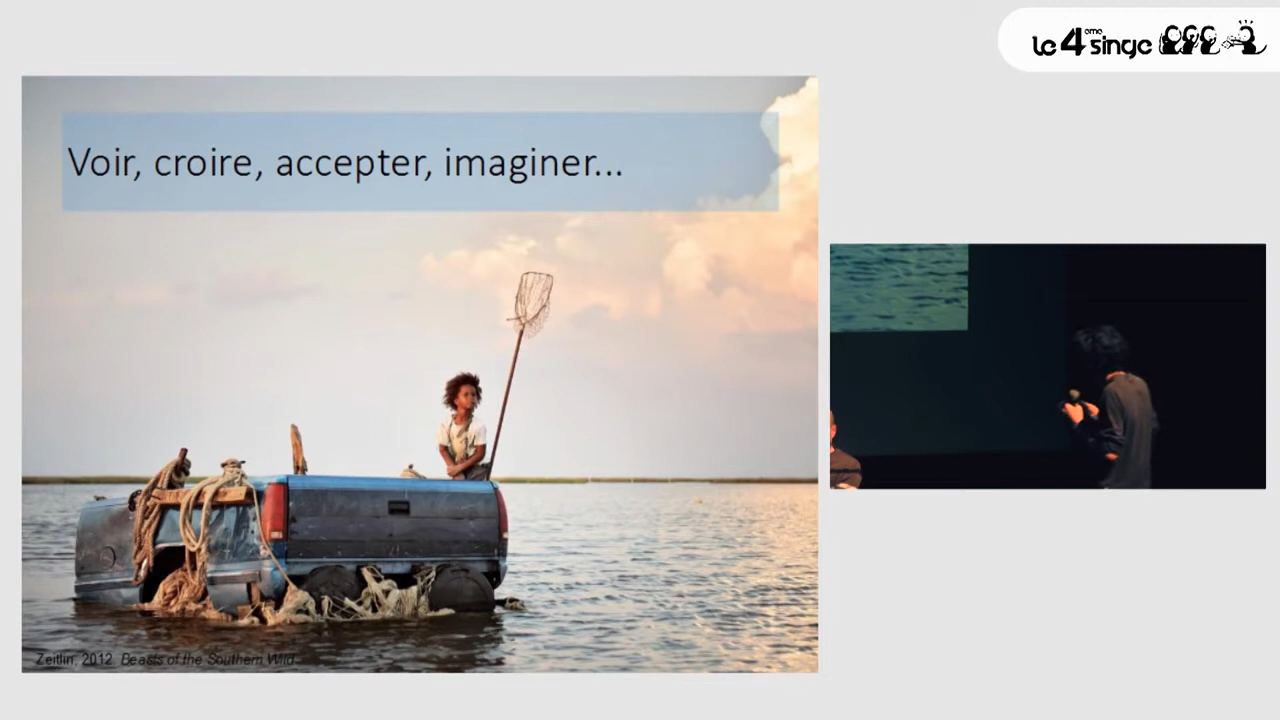 le 4ème singe
Voir, croire, accepter, imaginer...
Zeitlin, 2012 Beasts of the Southern Wild